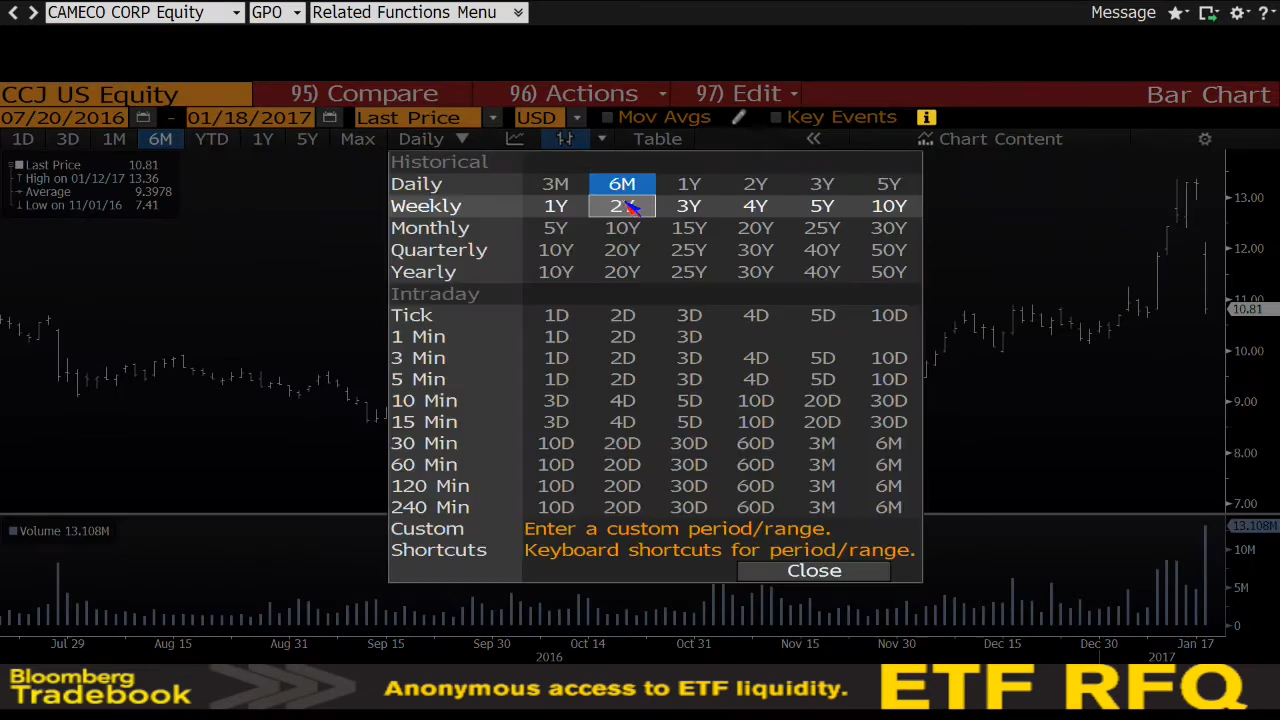 CAMECO CORP Equity GPO Related Functions Menu Message ?
CCJ US Equity 95) Compare 96) Actions 97) Edit Bar Chart
07/20/2016 - 01/18/2017 Last Price USD Mov Avgs Key Events i
1D 3D 1M 6M YTD 1Y 5Y Max Daily Table Chart Content
Last Price 10.81
High on 01/12/17 13.36
Average 9.3978
Low on 11/01/16 7.41
Historical
Daily 3M 6M 1Y 2Y 3Y 5Y
Weekly 1Y 2Y 3Y 4Y 5Y 10Y
Monthly 5Y 10Y 15Y 20Y 25Y 30Y
Quarterly 10Y 20Y 25Y 30Y 40Y 50Y
Yearly 10Y 20Y 25Y 30Y 40Y 50Y
Intraday
Tick 1D 2D 3D 4D 5D 10D
1 Min 1D 2D 3D
3 Min 1D 2D 3D 4D 5D 10D
5 Min 1D 2D 3D 4D 5D 10D
10 Min 3D 4D 5D 10D 20D 30D
15 Min 3D 4D 5D 10D 20D 30D
30 Min 10D 20D 30D 60D 3M 6M
60 Min 10D 20D 30D 60D 3M 6M
120 Min 10D 20D 30D 60D 3M 6M
240 Min 10D 20D 30D 60D 3M 6M
Custom Enter a custom period/range.
Shortcuts Keyboard shortcuts for period/range.
Close
13.00
12.00
11.00
10.81
10.00
9.00
8.00
7.00
Volume 13.108M
13.108M
10M
5M
0
Jul 29 Aug 15 Aug 31 Sep 15 Sep 30 Oct 14 Oct 31 Nov 15 Nov 30 Dec 15 Dec 30 Jan 17
2016 2017
Bloomberg
Tradebook
Anonymous access to ETF liquidity.
ETF RFQ